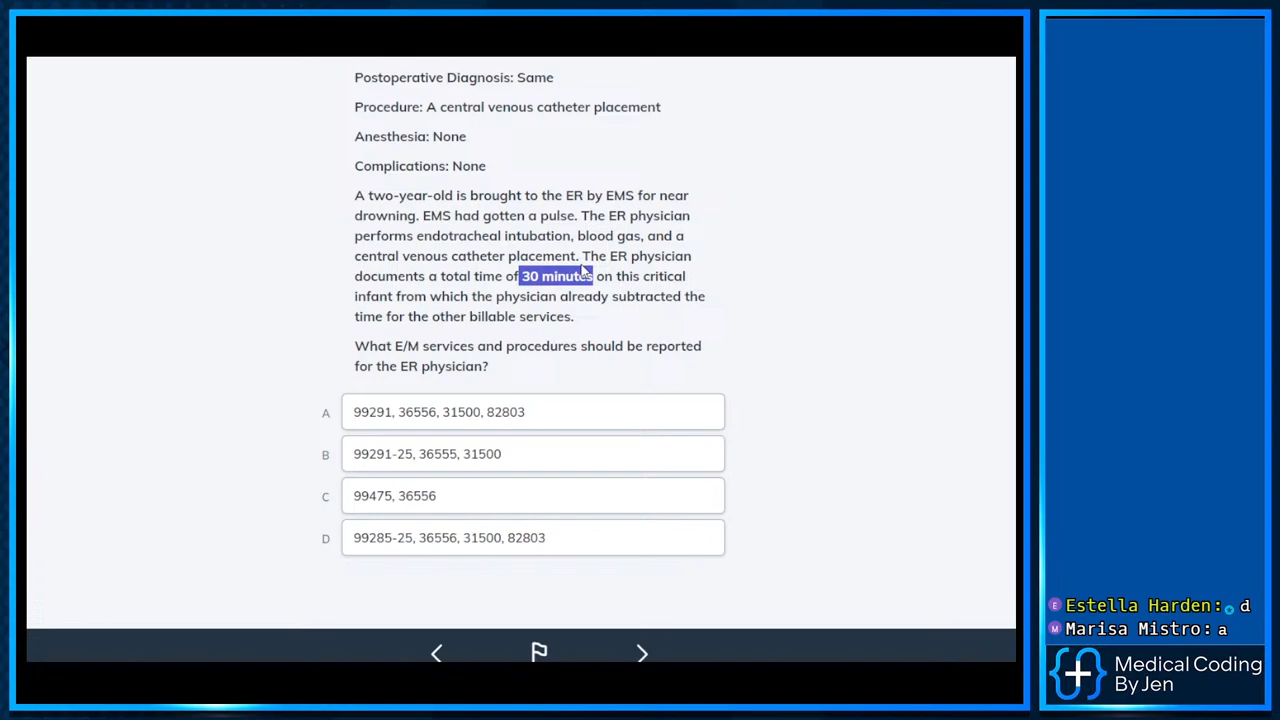 Postoperative Diagnosis: Same
Procedure: A central venous catheter placement
Anesthesia: None
Complications: None
A two-year-old is brought to the ER by EMS for near
drowning. EMS had gotten a pulse. The ER physician
performs endotracheal intubation, blood gas, and a
central venous catheter placement. The ER physician
documents a total time of 30 minutes on this critical
infant from which the physician already subtracted the
time for the other billable services.
What E/M services and procedures should be reported
for the ER physician?
A 99291, 36556, 31500, 82803
B 99291-25, 36555, 31500
C 99475, 36556
D 99285-25, 36556, 31500, 82803
E Estella Harden: d
M Marisa Mistro: a
Medical Coding
By Jen